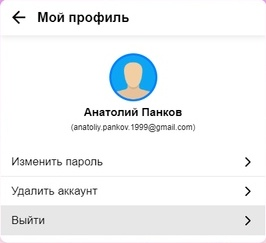 Мой профиль
Анатолий Панков
(anatoliy.pankov.1999@gmail.com)
Изменить пароль
Удалить аккаунт
Выйти